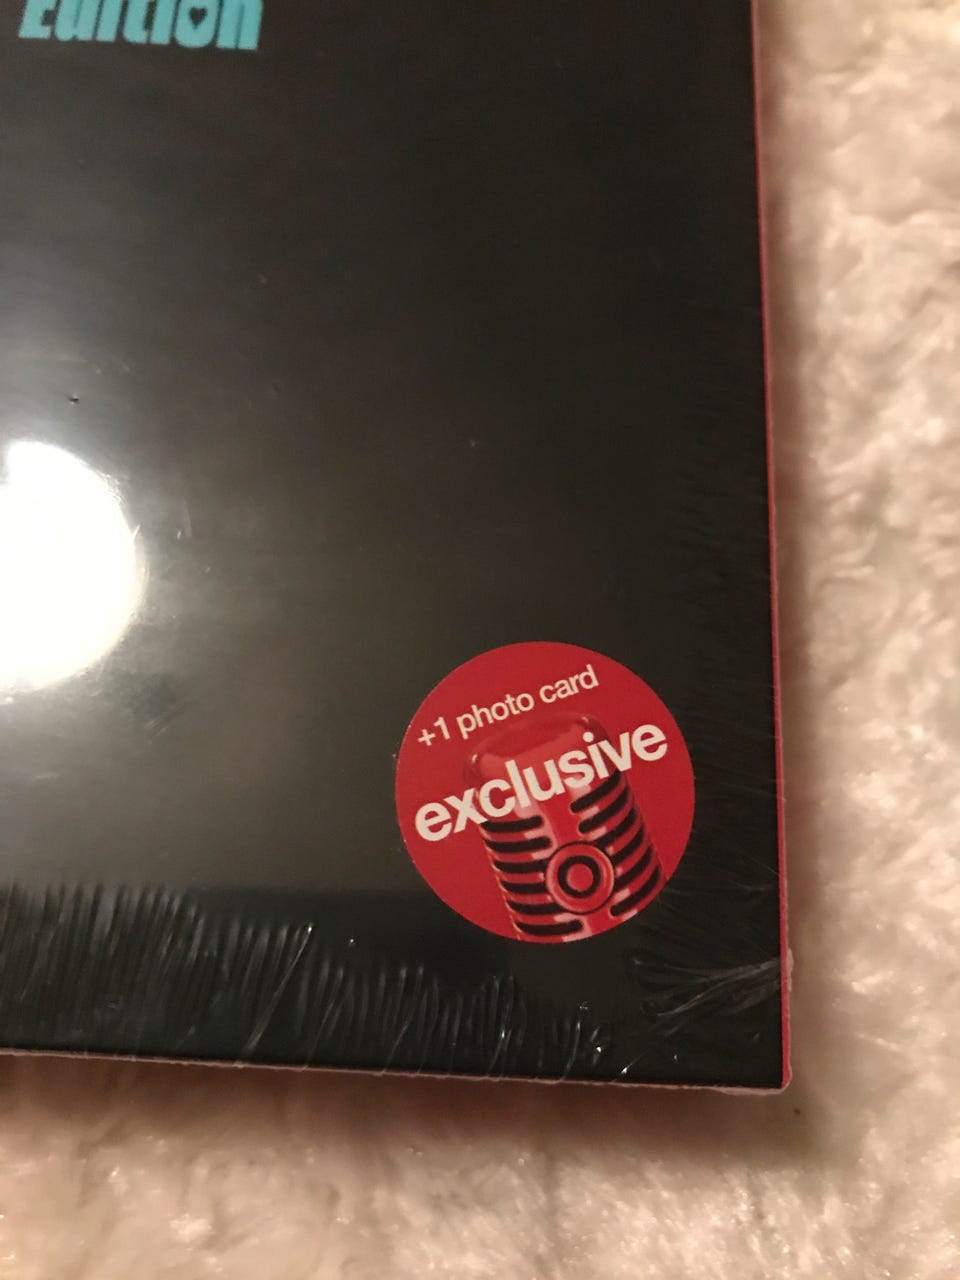 Edition
+1 photo card
exclusive